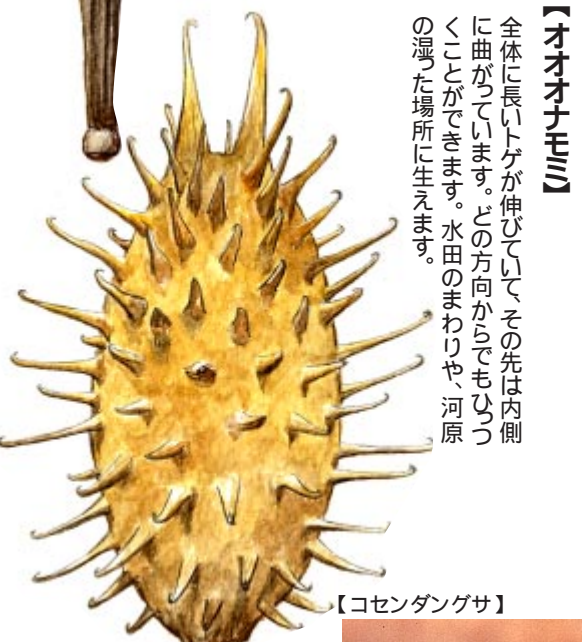 【オオオナモミ】
全体に長いトゲが伸びていて、その先は内側
に曲がっています。どの方向からでもひっつ
くことができます。水田のまわりや、河原
の湿った場所に生えます。
【コセンダングサ】